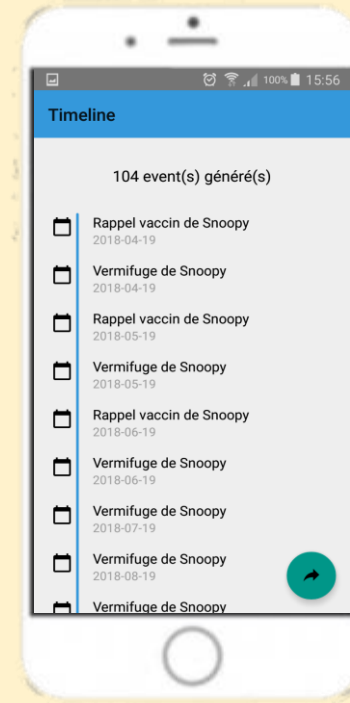 100% 15:56
Timeline
104 event(s) généré(s)
Rappel vaccin de Snoopy
2018-04-19
Vermifuge de Snoopy
2018-04-19
Rappel vaccin de Snoopy
2018-05-19
Vermifuge de Snoopy
2018-05-19
Rappel vaccin de Snoopy
2018-06-19
Vermifuge de Snoopy
2018-06-19
Vermifuge de Snoopy
2018-07-19
Vermifuge de Snoopy
2018-08-19
Vermifuge de Snoopy